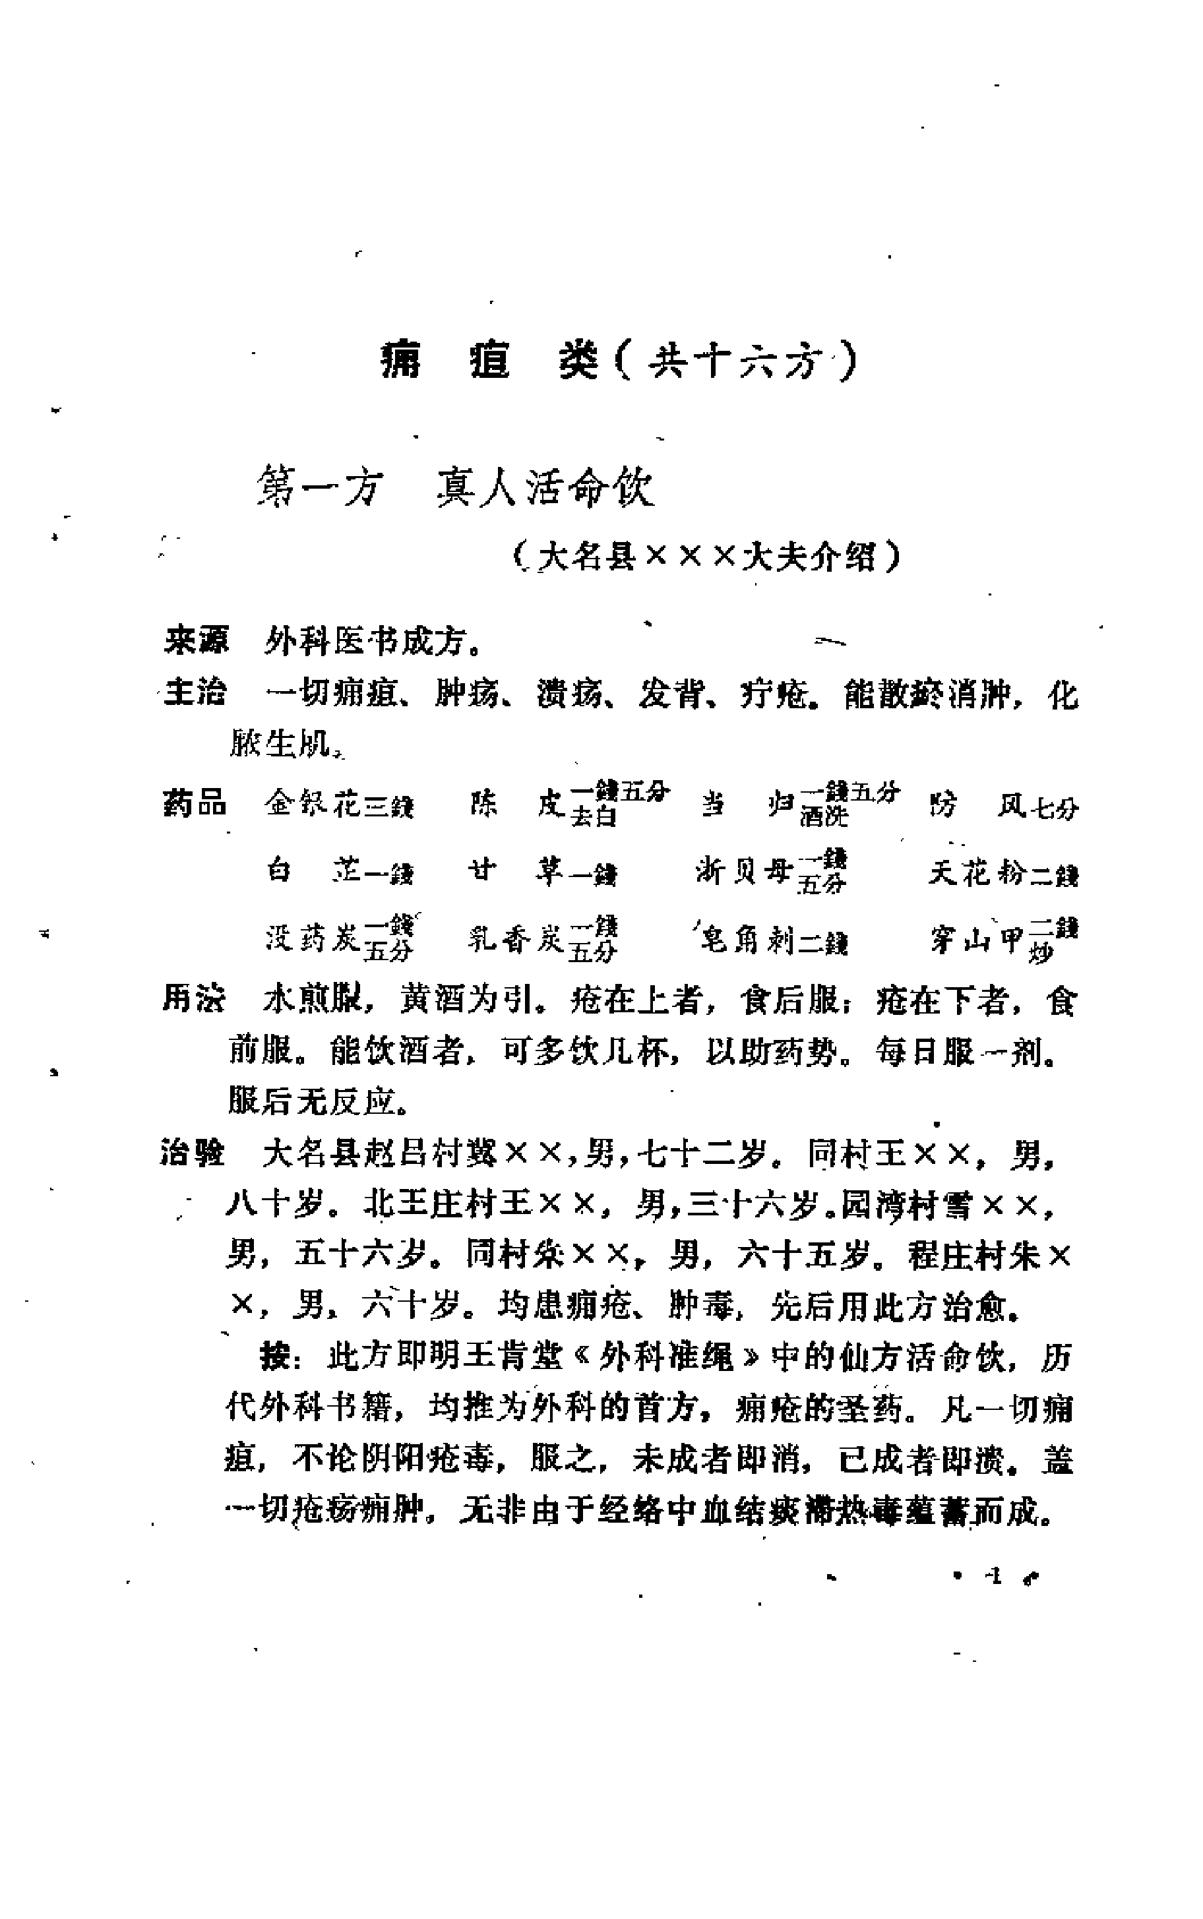 痈 疽 类(共十六方)
第一方 真人活命饮
(大名县×××大夫介绍)
来源 外科医书成方。
主治 一切痈疽、肿疡、溃疡、发背、疔疮。能散瘀消肿,化
脓生肌。
药品 金银花三錢 陈 皮一錢五分去白 当 归一錢五分酒洗 防 风七分
白 芷一錢 甘 草一錢 浙贝母一錢五分 天花粉二錢
没药炭一錢五分 乳香炭一錢五分 皂角刺二錢 穿山甲二錢炒
用法 水煎服,黄酒为引。疮在上者,食后服;疮在下者,食
前服。能饮酒者,可多饮几杯,以助药势。每日服一剂。
服后无反应。
治验 大名县赵吕村冀××,男,七十二岁。同村王××,男,
八十岁。北王庄村王××,男,三十六岁。园湾村雪××,
男,五十六岁。同村××,男,六十五岁。程庄村朱×
×,男,六十岁。均患痈疮、肿毒,先后用此方治愈。
按:此方即明王肯堂《外科准绳》中的仙方活命饮,历
代外科书籍,均推为外科的首方,痈疮的圣药。凡一切痈
疽,不论阴阳疮毒,服之,未成者即消,已成者即溃。盖
一切疮疡痈肿,无非由于经络中血结痰滞热毒蕴蓄而成。
• 1 •